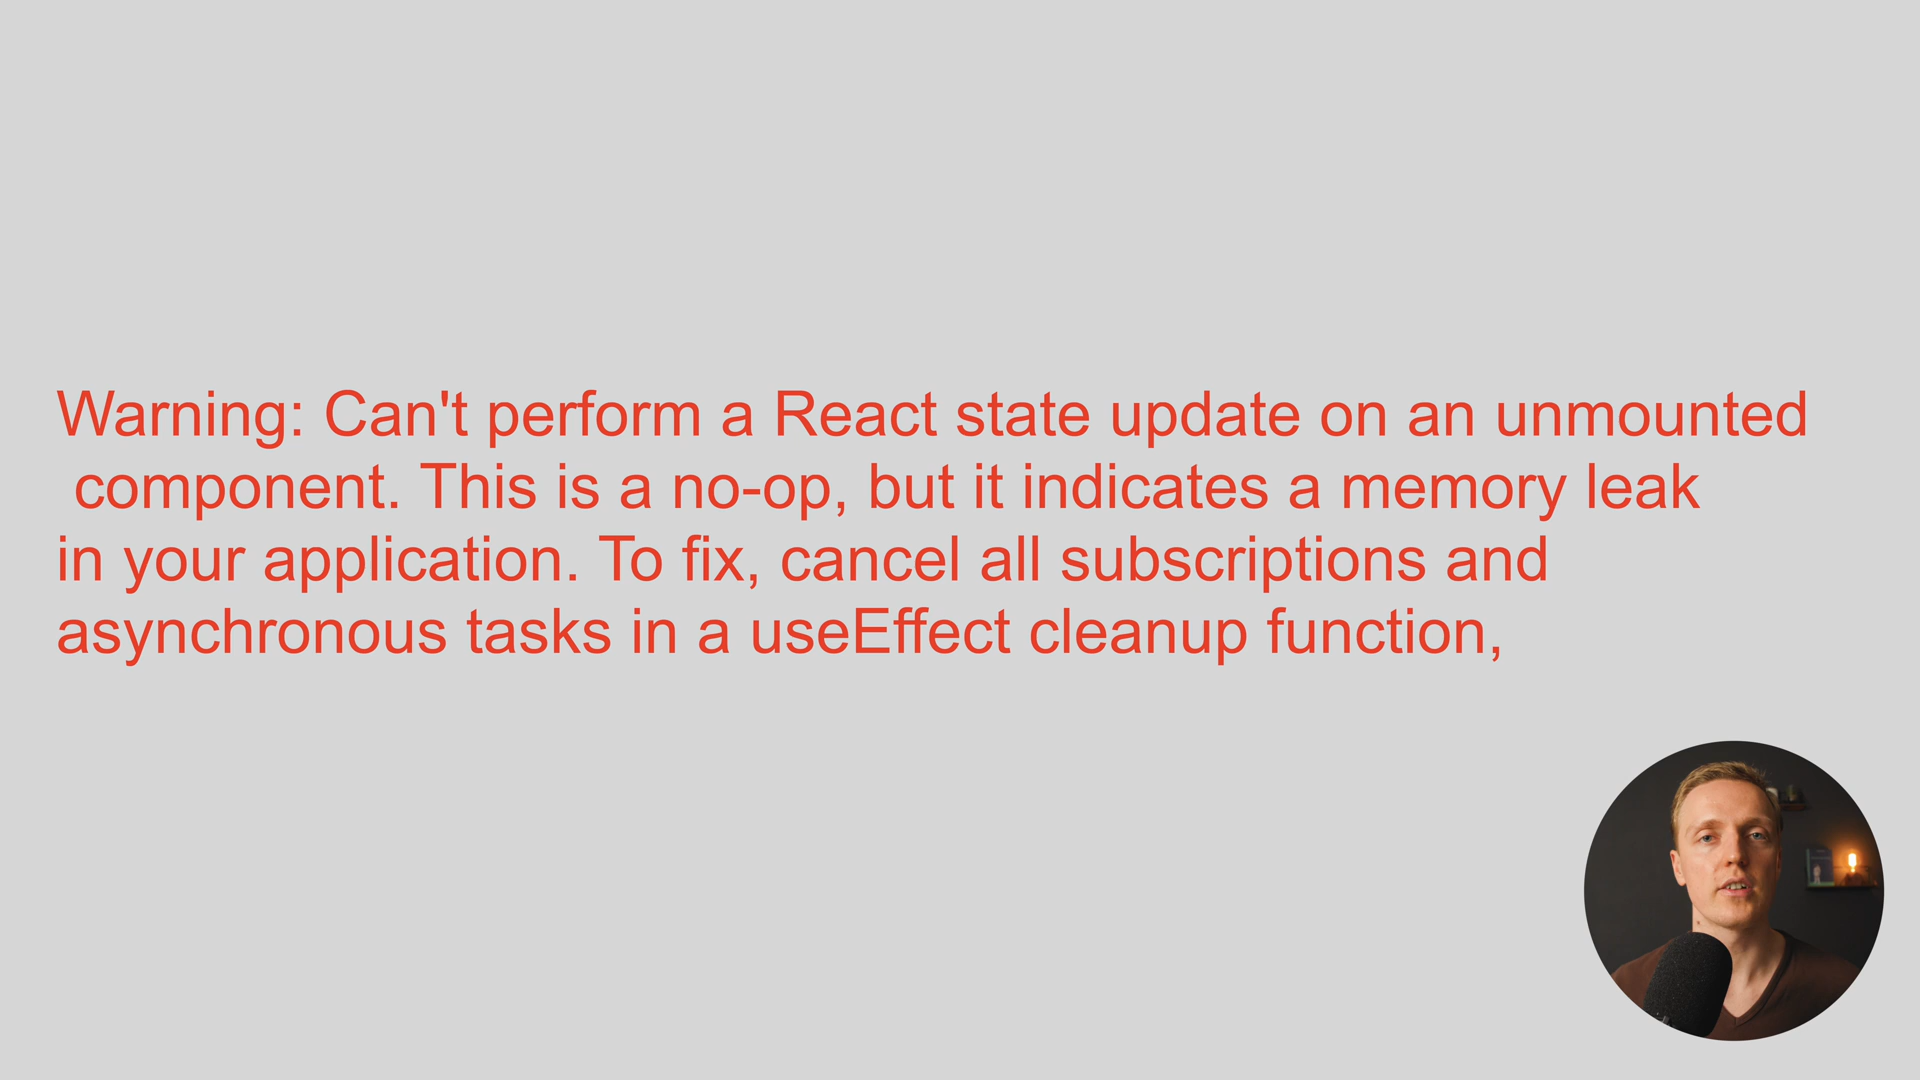 Warning: Can't perform a React state update on an unmounted
component. This is a no-op, but it indicates a memory leak
in your application. To fix, cancel all subscriptions and
asynchronous tasks in a useEffect cleanup function,